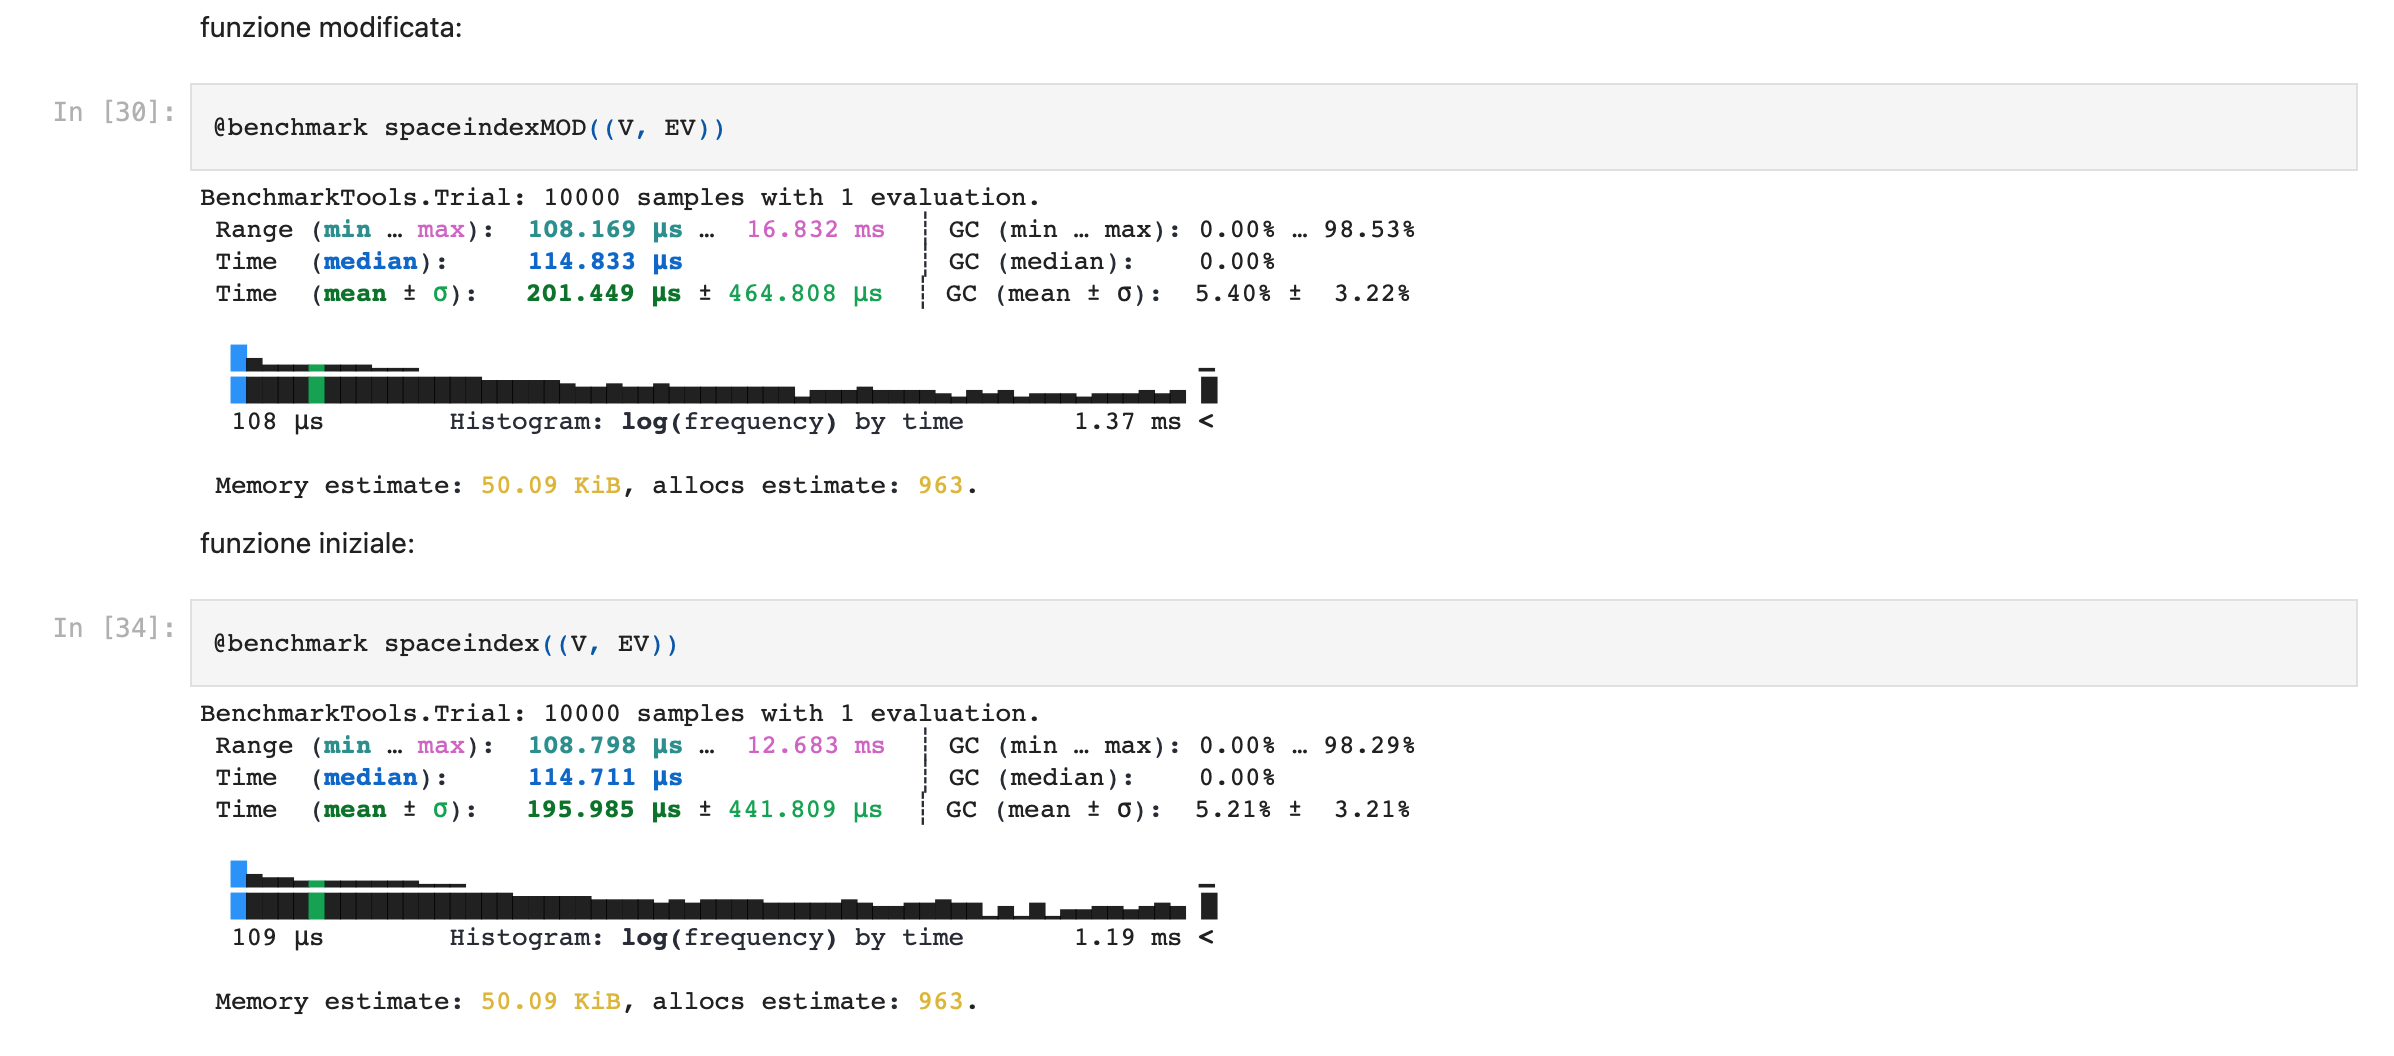 funzione modificata:
In [30]:
@benchmark spaceindexMOD((V, EV))
BenchmarkTools.Trial: 10000 samples with 1 evaluation.
Range (min … max): 108.169 μs … 16.832 ms ┊ GC (min … max): 0.00% … 98.53%
Time (median): 114.833 μs ┊ GC (median): 0.00%
Time (mean ± σ): 201.449 μs ± 464.808 μs ┊ GC (mean ± σ): 5.40% ± 3.22%
108 μs Histogram: log(frequency) by time 1.37 ms <
Memory estimate: 50.09 KiB, allocs estimate: 963.
funzione iniziale:
In [34]:
@benchmark spaceindex((V, EV))
BenchmarkTools.Trial: 10000 samples with 1 evaluation.
Range (min … max): 108.798 μs … 12.683 ms ┊ GC (min … max): 0.00% … 98.29%
Time (median): 114.711 μs ┊ GC (median): 0.00%
Time (mean ± σ): 195.985 μs ± 441.809 μs ┊ GC (mean ± σ): 5.21% ± 3.21%
109 μs Histogram: log(frequency) by time 1.19 ms <
Memory estimate: 50.09 KiB, allocs estimate: 963.